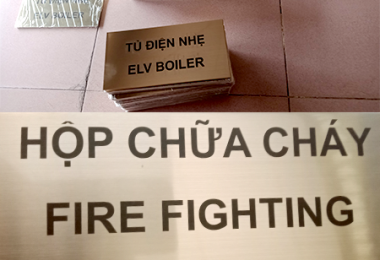 TỦ ĐIỆN NHẸ
ELV BOILER
HỘP CHỮA CHÁY
FIRE FIGHTING